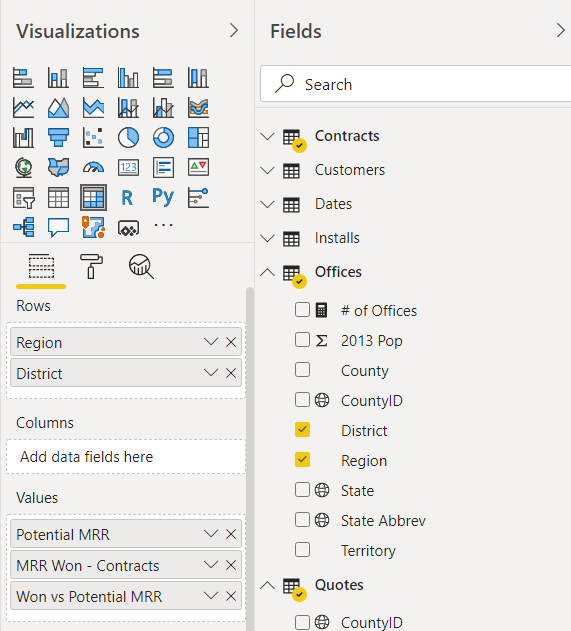 Visualizations
Fields
Search
123
R
Py
Rows
Region
District
Columns
Add data fields here
Values
Potential MRR
MRR Won - Contracts
Won vs Potential MRR
Contracts
Customers
Dates
Installs
Offices
# of Offices
2013 Pop
County
CountyID
District
Region
State
State Abbrev
Territory
Quotes
CountyID